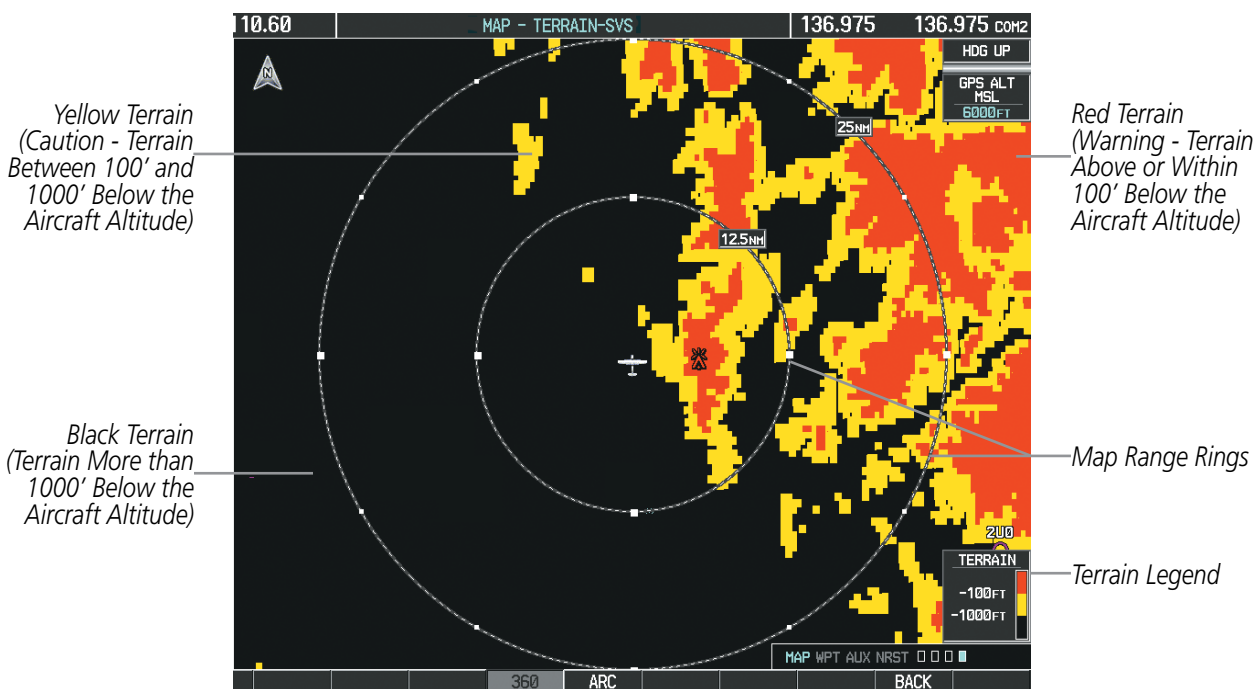 110.60
MAP - TERRAIN-SVS
136.975
136.975 COM2
HDG UP
N
GPS ALT
MSL
6000FT
Yellow Terrain
(Caution - Terrain
Between 100’ and
1000’ Below the
Aircraft Altitude)
Red Terrain
(Warning - Terrain
Above or Within
100’ Below the
Aircraft Altitude)
25NM
12.5NM
Black Terrain
(Terrain More than
1000’ Below the
Aircraft Altitude)
Map Range Rings
2U0
TERRAIN
-100FT
-1000FT
Terrain Legend
MAP WPT AUX NRST
360
ARC
BACK